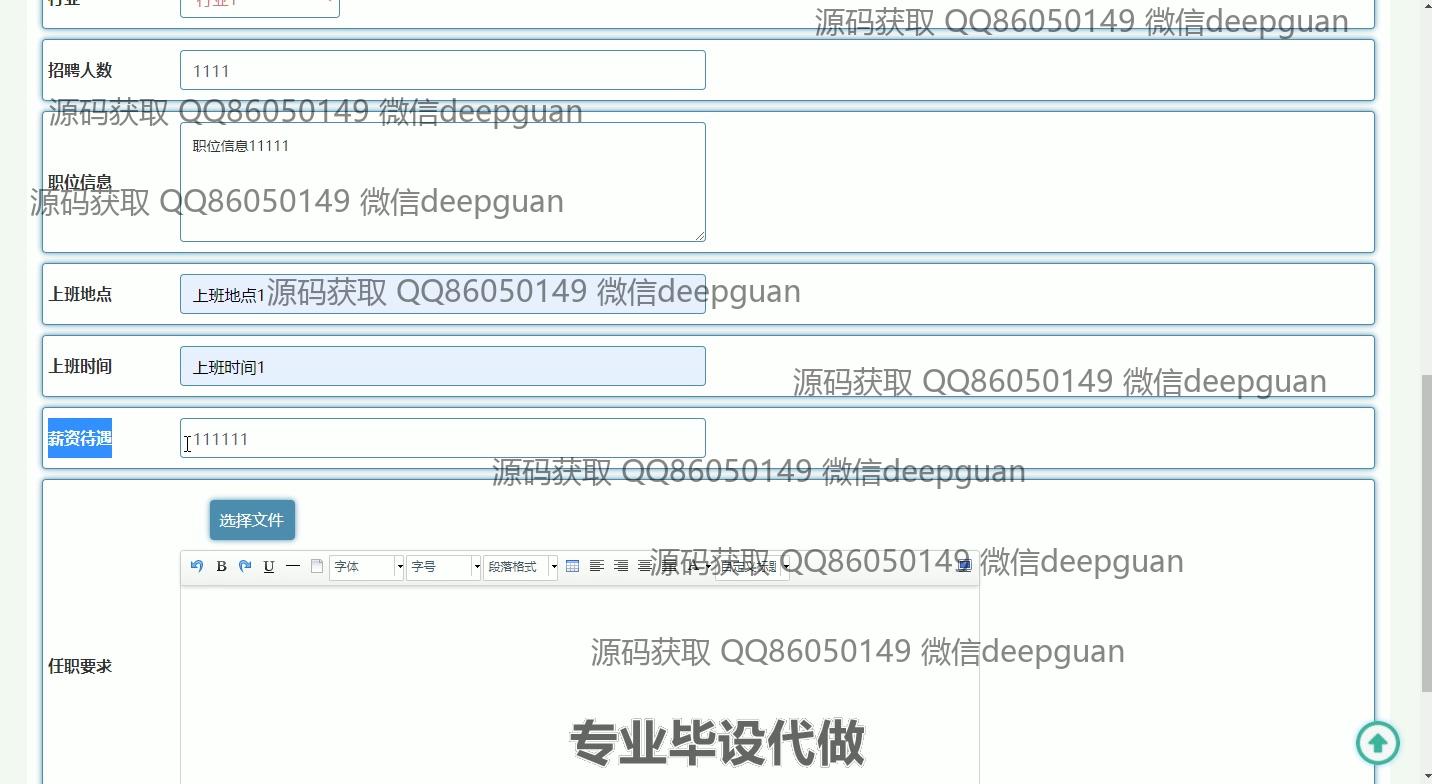 行业
行业1
源码获取 QQ86050149 微信deepguan
招聘人数
1111
源码获取 QQ86050149 微信deepguan
职位信息11111
职位信息
源码获取 QQ86050149 微信deepguan
上班地点
上班地点1
源码获取 QQ86050149 微信deepguan
上班时间
上班时间1
源码获取 QQ86050149 微信deepguan
薪资待遇
111111
源码获取 QQ86050149 微信deepguan
选择文件
B U 字体 字号 段落格式 A 自定义标题
源码获取 QQ86050149 微信deepguan
源码获取 QQ86050149 微信deepguan
任职要求
专业毕设代做